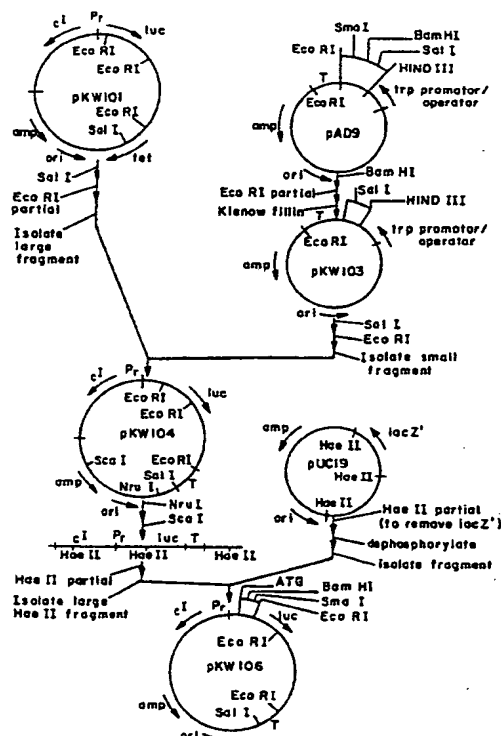 cI Pr luc
Eco RI
Eco RI
pKW101
Eco RI
Sal I
amp
ori
tet
Sal I
Eco RI
partial
Isolate
large
fragment
Sma I
Bam HI
Sal I
Eco RI
HIND III
T
Eco RI
trp promotor/
operator
amp
pAD9
ori
Bam HI
Eco RI partial
Klenow fillin
T
Sal I
HIND III
Eco RI
trp promotor/
operator
amp
pKW103
ori
Sal I
Eco RI
Isolate small
fragment
cI Pr
Eco RI
Eco RI
luc
pKW104
Sca I
Eco RI
Sal I
T
amp
Nru I
ori
Nru I
Sca I
amp
lacZ'
Hae II
pUC19
Hae II
Hae II
ori
Hae II partial
(to remove lacZ')
dephosphorylate
isolate fragment
cI Pr luc T
Hae II Hae II Hae II
Hae II partial
Isolate large
Hae II fragment
ATG
Bam HI
Sma I
Eco RI
cI Pr
luc
Eco RI
pKW106
Eco RI
Sal I
T
amp
ori